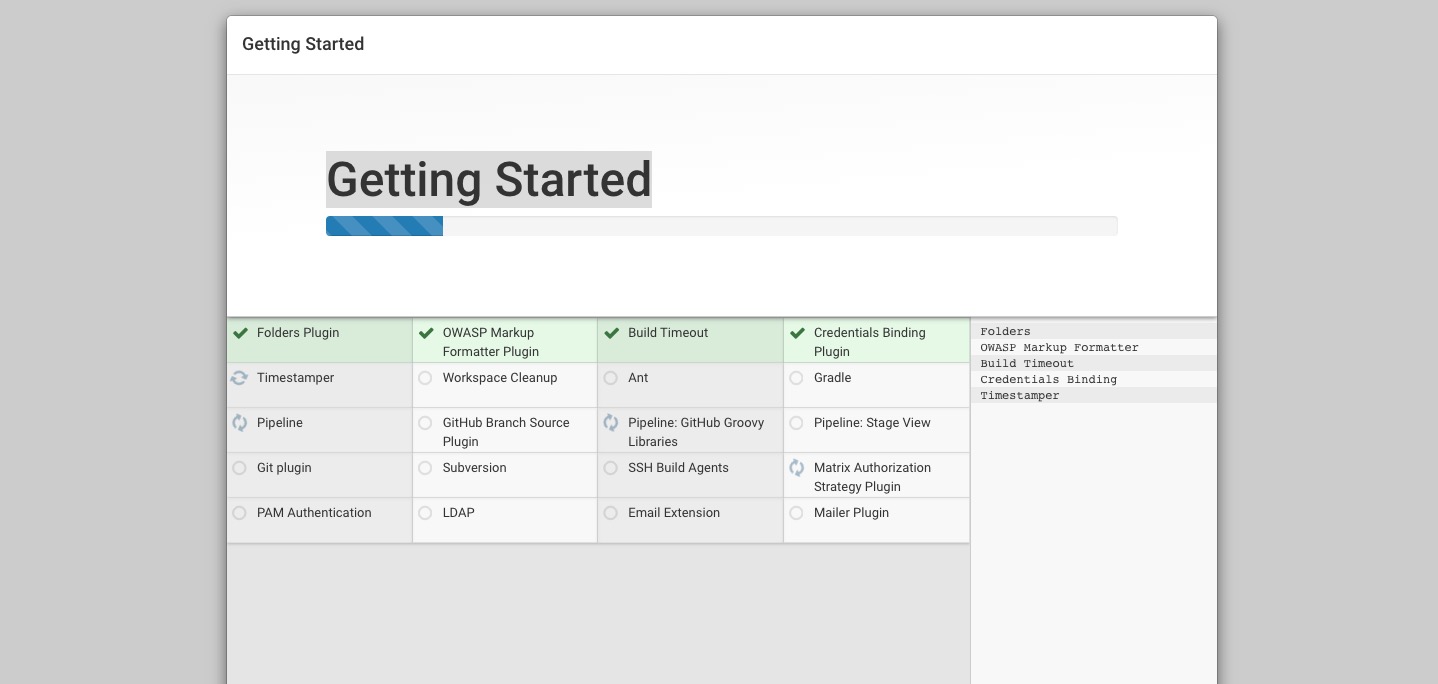 Getting Started
Getting Started
Folders Plugin
OWASP Markup
Formatter Plugin
Build Timeout
Credentials Binding
Plugin
Timestamper
Workspace Cleanup
Ant
Gradle
Pipeline
GitHub Branch Source
Plugin
Pipeline: GitHub Groovy
Libraries
Pipeline: Stage View
Git plugin
Subversion
SSH Build Agents
Matrix Authorization
Strategy Plugin
PAM Authentication
LDAP
Email Extension
Mailer Plugin
Folders
OWASP Markup Formatter
Build Timeout
Credentials Binding
Timestamper